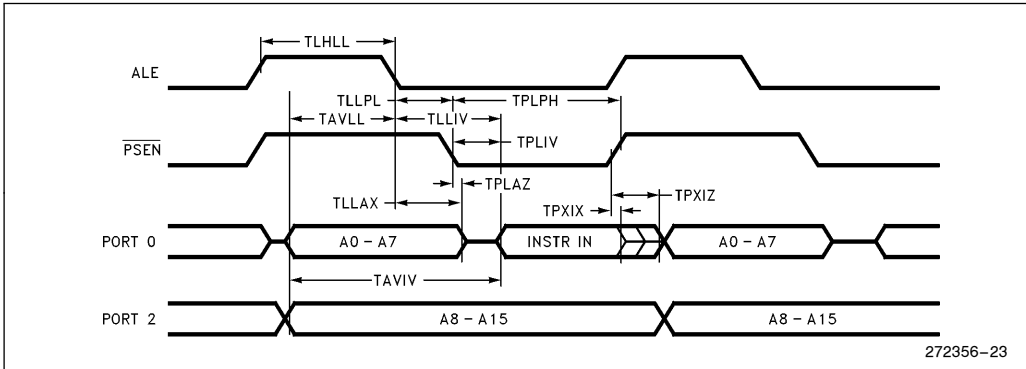 TLHLL
ALE
TLLPL
TPLPH
TAVLL
TLLIV
PSEN
TPLIV
TPLAZ
TLLAX
TPXIZ
TPXIX
PORT 0
A0 – A7
INSTR IN
A0 – A7
TAVIV
PORT 2
A8 – A15
A8 – A15
272356–23